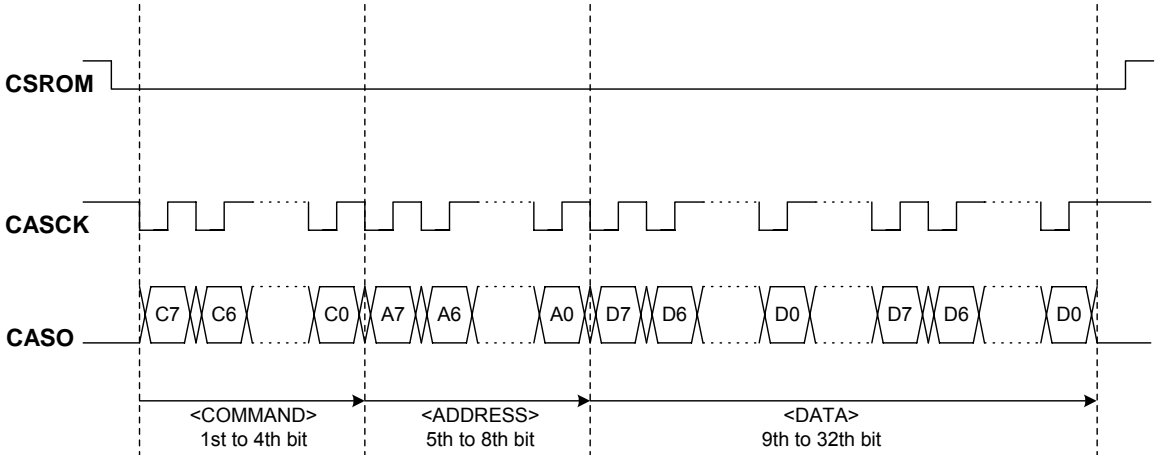 CSROM
CASCK
CASO
C7 C6 C0 A7 A6 A0 D7 D6 D0 D7 D6 D0
<COMMAND> <ADDRESS> <DATA>
1st to 4th bit 5th to 8th bit 9th to 32th bit